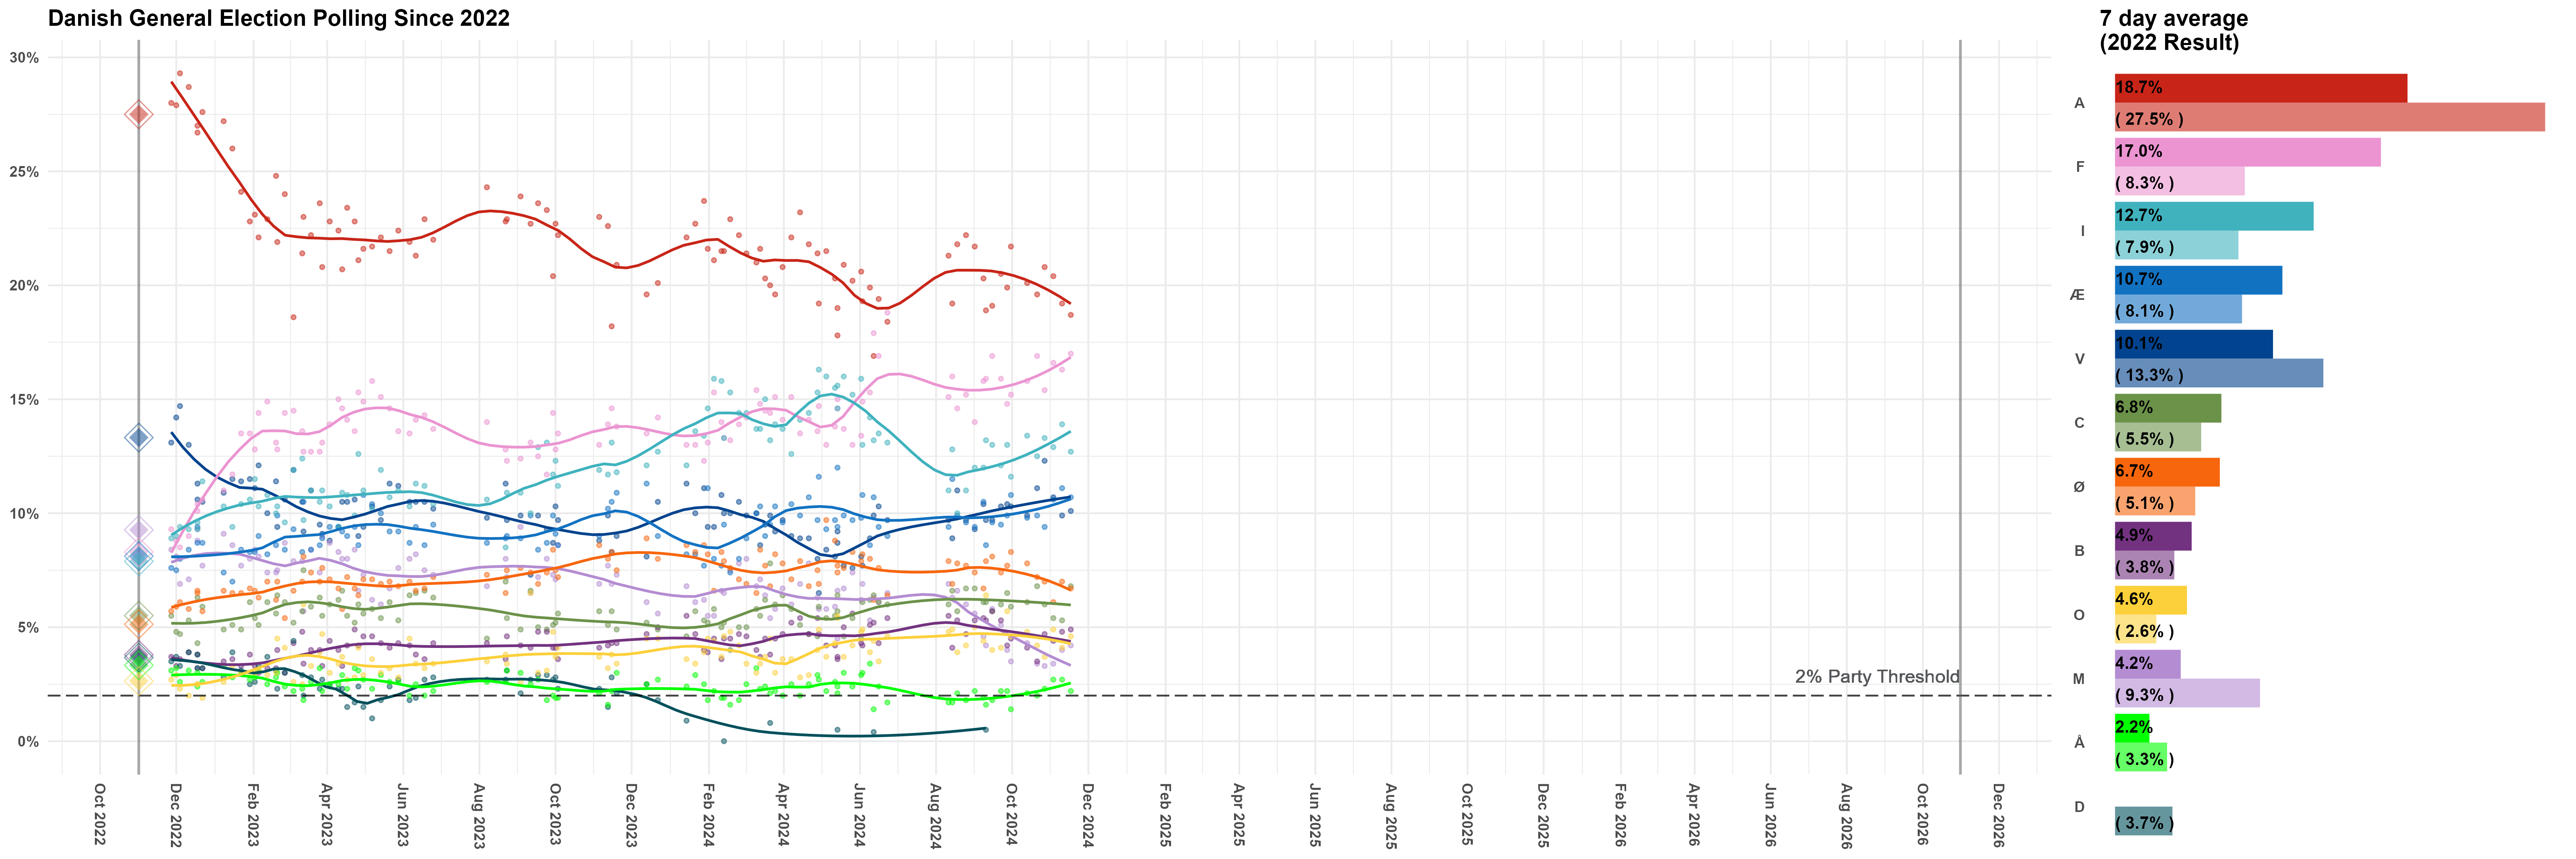 Danish General Election Polling Since 2022
30%
25%
20%
15%
10%
5%
0%
2% Party Threshold
Oct 2022
Dec 2022
Feb 2023
Apr 2023
Jun 2023
Aug 2023
Oct 2023
Dec 2023
Feb 2024
Apr 2024
Jun 2024
Aug 2024
Oct 2024
Dec 2024
Feb 2025
Apr 2025
Jun 2025
Aug 2025
Oct 2025
Dec 2025
Feb 2026
Apr 2026
Jun 2026
Aug 2026
Oct 2026
Dec 2026
7 day average
(2022 Result)
A
18.7%
( 27.5% )
F
17.0%
( 8.3% )
I
12.7%
( 7.9% )
Æ
10.7%
( 8.1% )
V
10.1%
( 13.3% )
C
6.8%
( 5.5% )
Ø
6.7%
( 5.1% )
B
4.9%
( 3.8% )
O
4.6%
( 2.6% )
M
4.2%
( 9.3% )
Å
2.2%
( 3.3% )
D
( 3.7% )